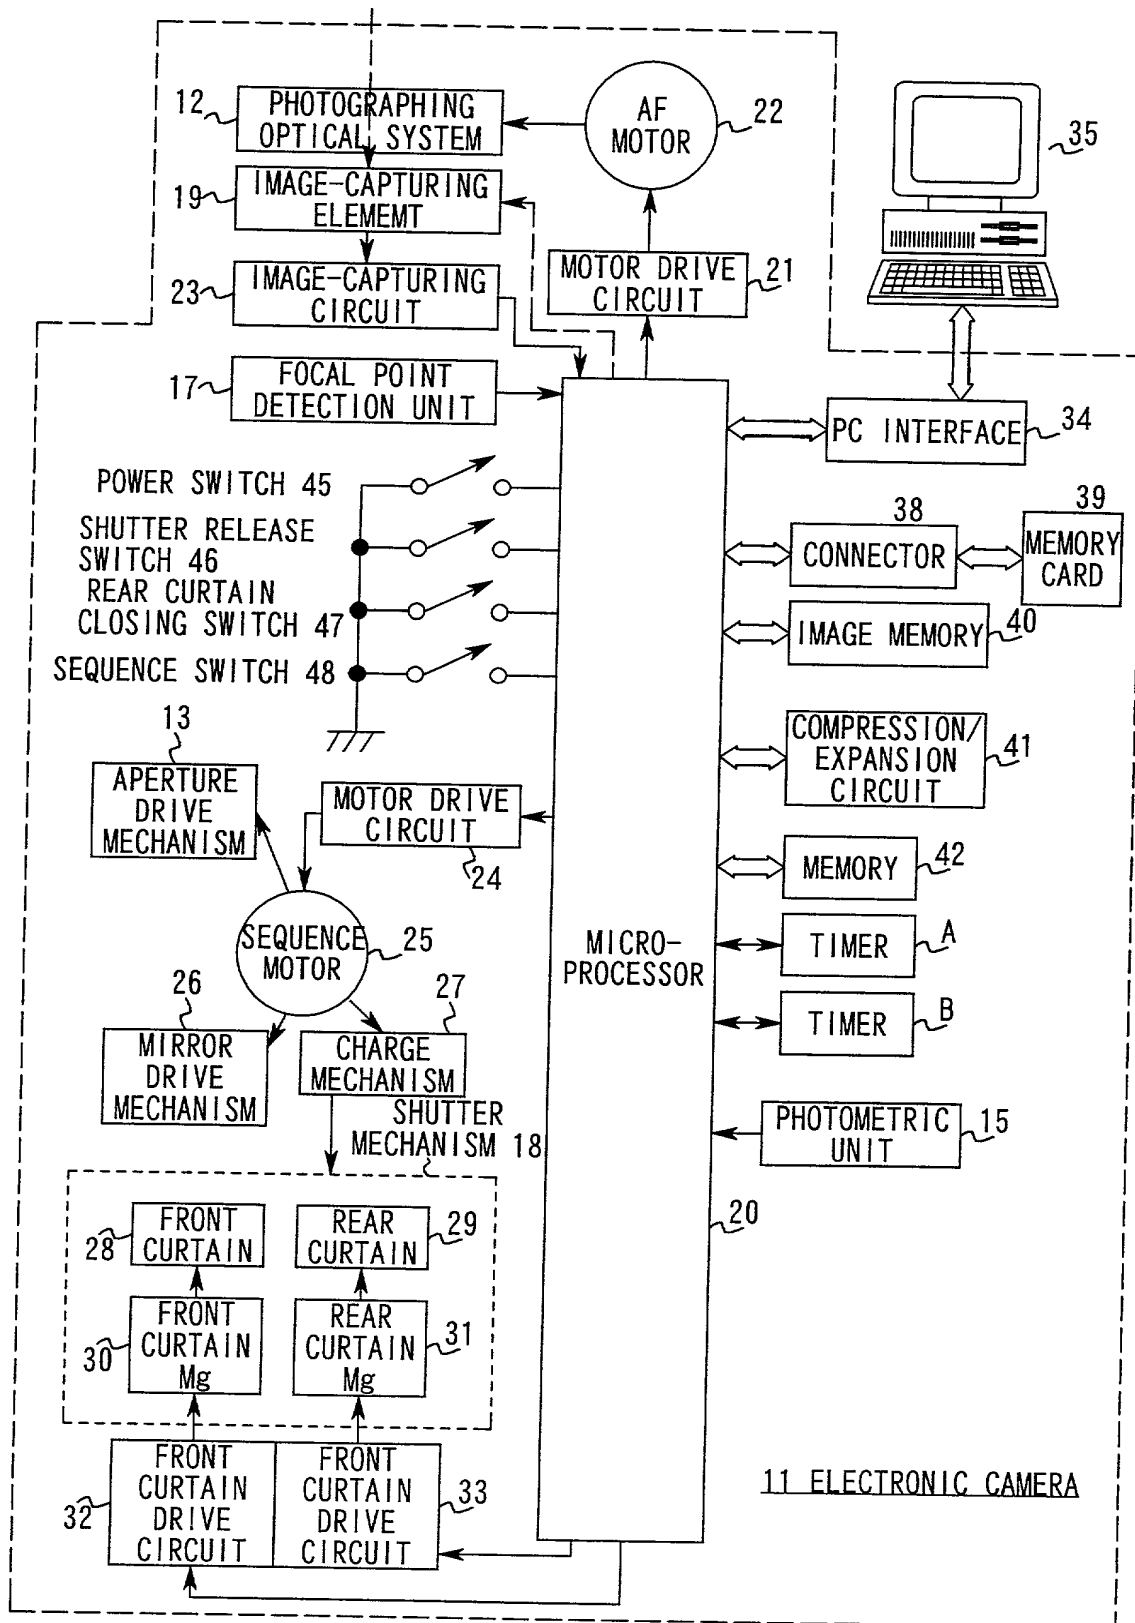 12
PHOTOGRAPHING
OPTICAL SYSTEM
AF
MOTOR
22
35
19
IMAGE-CAPTURING
ELEMEMT
23
IMAGE-CAPTURING
CIRCUIT
MOTOR DRIVE
CIRCUIT
21
17
FOCAL POINT
DETECTION UNIT
PC INTERFACE
34
POWER SWITCH 45
SHUTTER RELEASE
SWITCH 46
REAR CURTAIN
CLOSING SWITCH 47
SEQUENCE SWITCH 48
38
CONNECTOR
39
MEMORY
CARD
IMAGE MEMORY
40
COMPRESSION/
EXPANSION
CIRCUIT
41
13
APERTURE
DRIVE
MECHANISM
MOTOR DRIVE
CIRCUIT
24
MEMORY
42
SEQUENCE
MOTOR
25
MICRO-
PROCESSOR
TIMER
A
TIMER
B
26
MIRROR
DRIVE
MECHANISM
27
CHARGE
MECHANISM
SHUTTER
MECHANISM 18
PHOTOMETRIC
UNIT
15
20
28
FRONT
CURTAIN
REAR
CURTAIN
29
30
FRONT
CURTAIN
Mg
REAR
CURTAIN
Mg
31
32
FRONT
CURTAIN
DRIVE
CIRCUIT
FRONT
CURTAIN
DRIVE
CIRCUIT
33
11 ELECTRONIC CAMERA